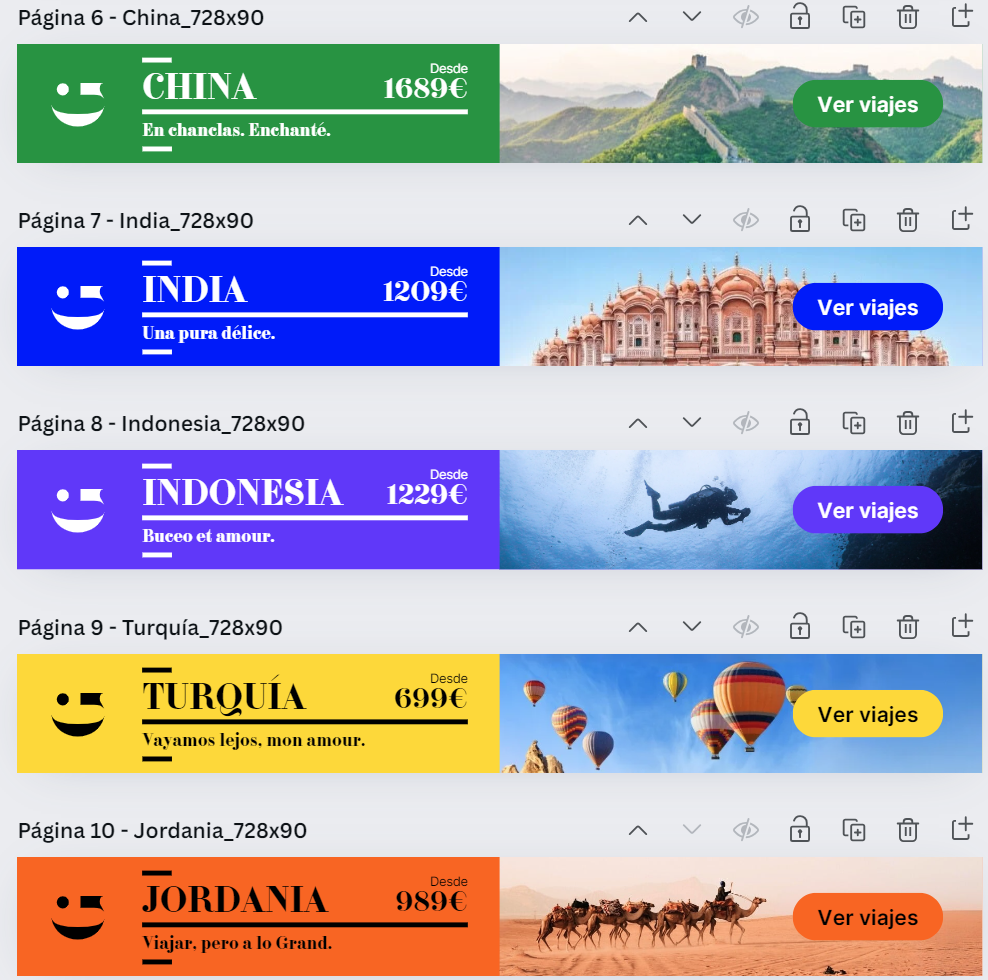 Página 6 - China_728x90
CHINA
Desde
1689€
En chanclas. Enchanté.
Ver viajes
Página 7 - India_728x90
INDIA
Desde
1209€
Una pura délice.
Ver viajes
Página 8 - Indonesia_728x90
INDONESIA
Desde
1229€
Buceo et amour.
Ver viajes
Página 9 - Turquía_728x90
TURQUÍA
Desde
699€
Vayamos lejos, mon amour.
Ver viajes
Página 10 - Jordania_728x90
JORDANIA
Desde
989€
Viajar, pero a lo Grand.
Ver viajes